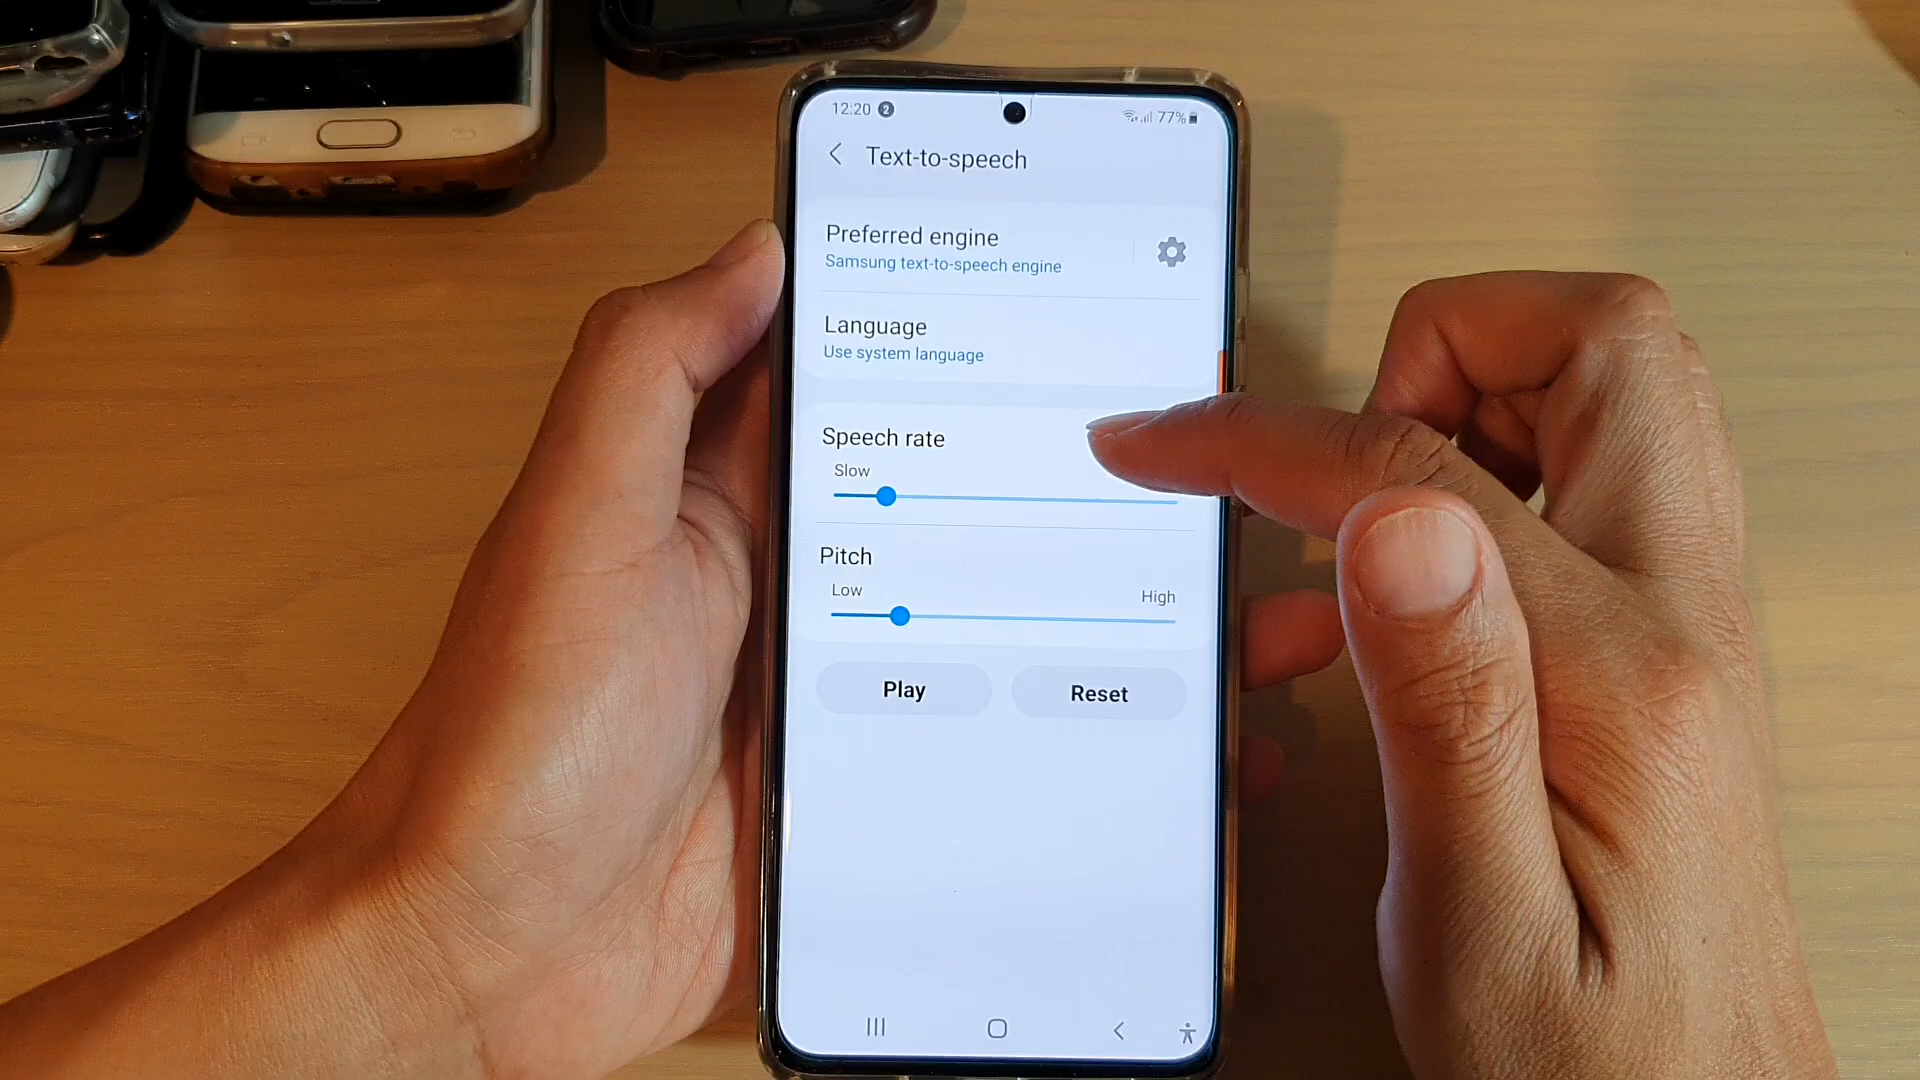 12:20 2 77%
Text-to-speech
Preferred engine
Samsung text-to-speech engine
Language
Use system language
Speech rate
Slow
Pitch
Low High
Play Reset